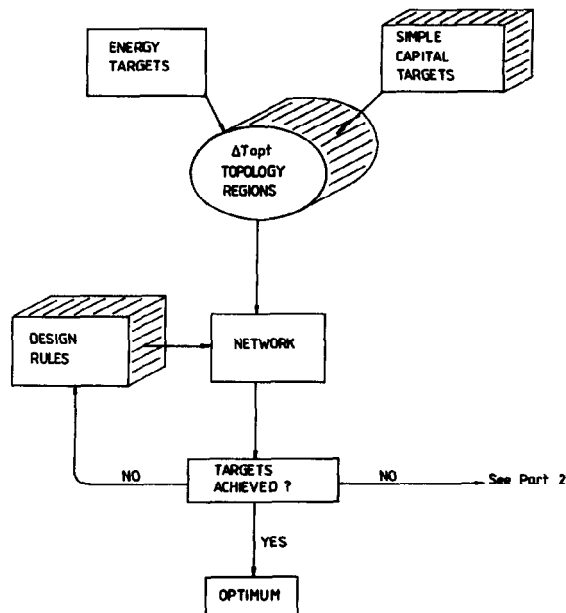 ENERGY
TARGETS
SIMPLE
CAPITAL
TARGETS
ΔTopt
TOPOLOGY
REGIONS
DESIGN
RULES
NETWORK
TARGETS
ACHIEVED ?
NO
NO
See Part 2
YES
OPTIMUM